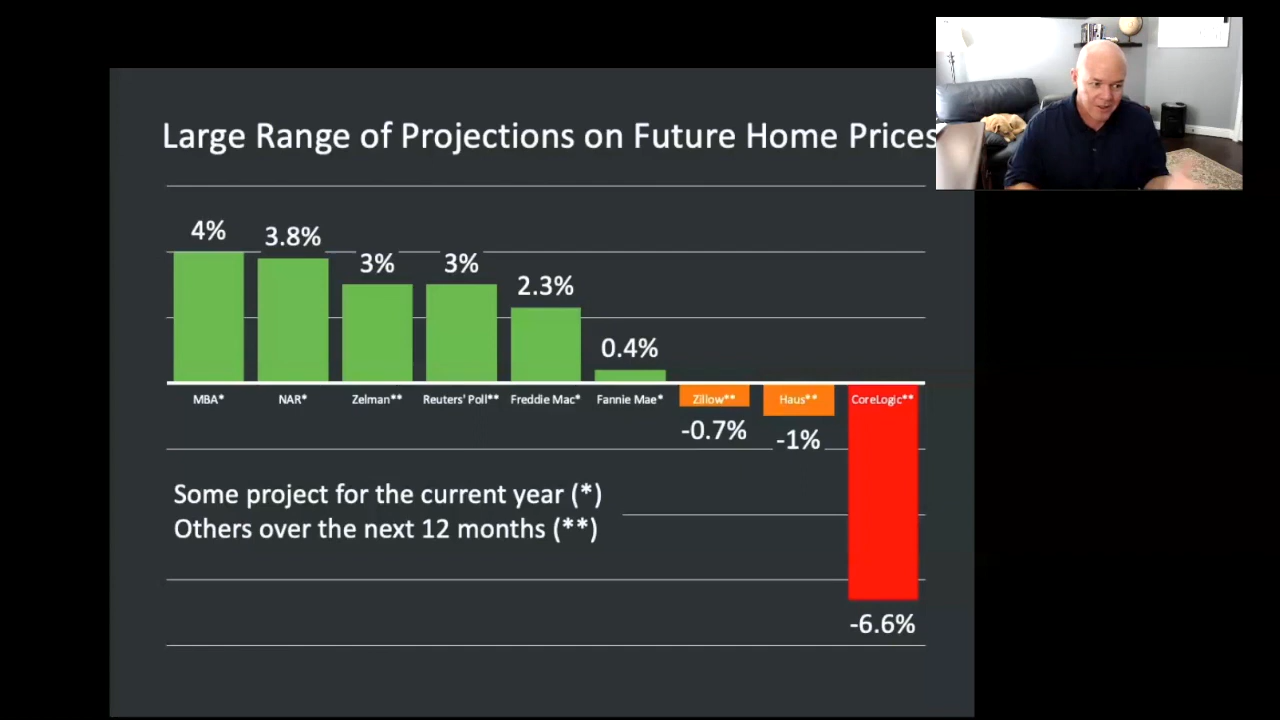 Large Range of Projections on Future Home Prices
4%
3.8%
3%
3%
2.3%
0.4%
MBA*
NAR*
Zelman**
Reuters' Poll**
Freddie Mac*
Fannie Mae*
Zillow**
Haus**
CoreLogic**
-0.7%
-1%
Some project for the current year (*)
Others over the next 12 months (**)
-6.6%